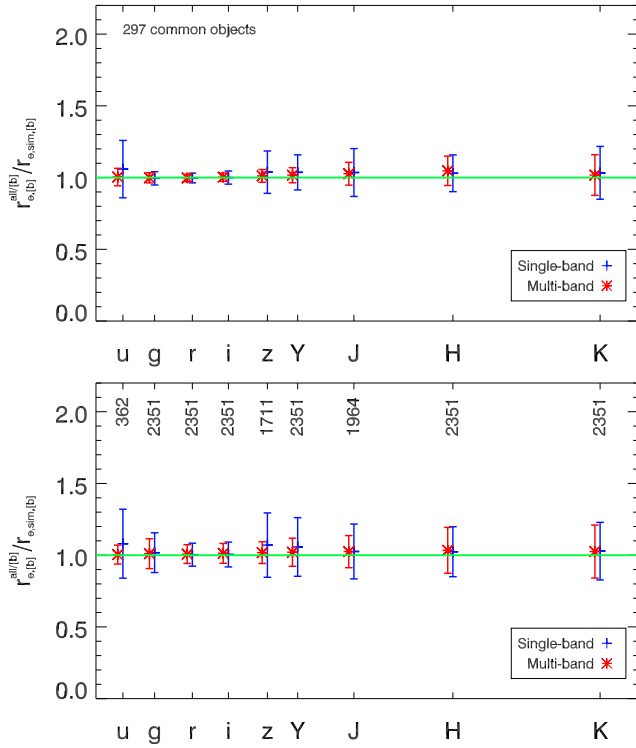 297 common objects
2.0
1.5
1.0
0.5
0.0
r^{all/[b]}_{e,[b]}/r_{e,sim,[b]}
Single-band
Multi-band
u g r i z Y J H K
362 2351 2351 2351 1711 2351 1964 2351 2351
2.0
1.5
1.0
0.5
0.0
r^{all/[b]}_{e,[b]}/r_{e,sim,[b]}
Single-band
Multi-band
u g r i z Y J H K